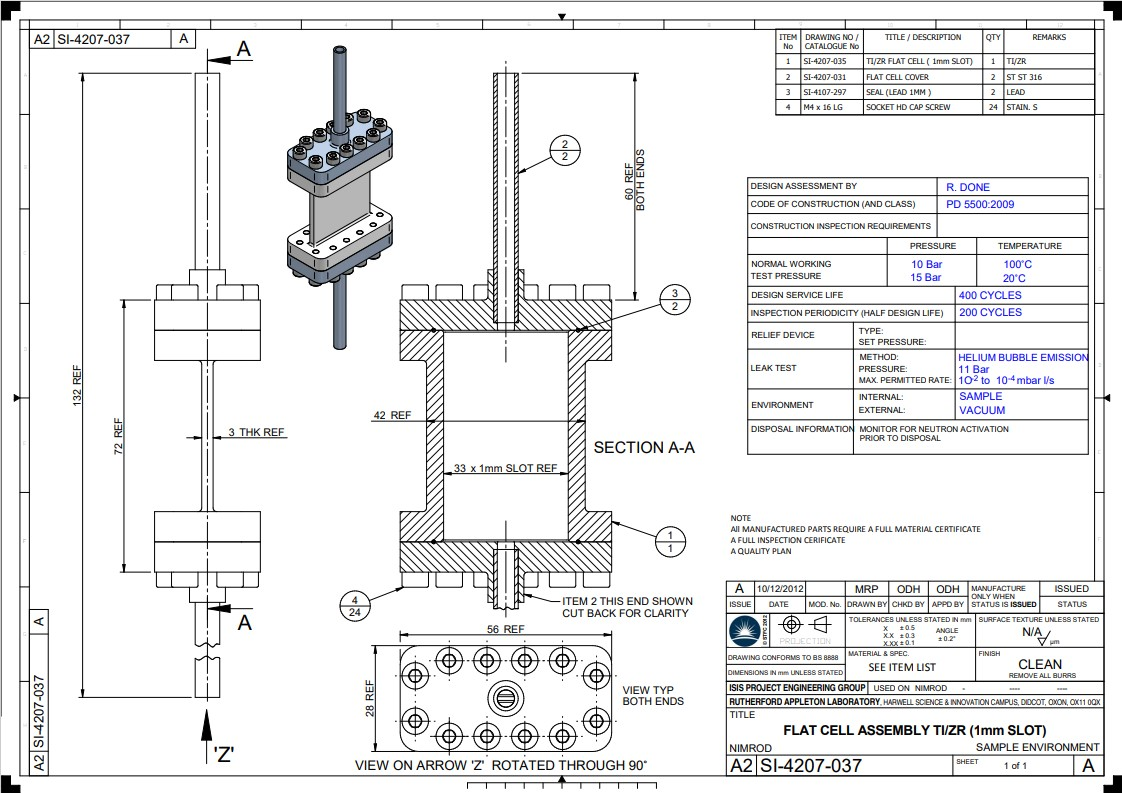 A2 SI-4207-037 A
ITEM No DRAWING NO / CATALOGUE No TITLE / DESCRIPTION QTY REMARKS
1 SI-4207-035 TI/ZR FLAT CELL ( 1mm SLOT) 1 TI/ZR
2 SI-4207-031 FLAT CELL COVER 2 ST ST 316
3 SI-4107-297 SEAL (LEAD 1MM ) 2 LEAD
4 M4 x 16 LG SOCKET HD CAP SCREW 24 STAIN. S
A
A
132 REF
72 REF
3 THK REF
'Z'
2
2
60 REF
BOTH ENDS
3
2
42 REF
SECTION A-A
33 x 1mm SLOT REF
1
1
4
24
ITEM 2 THIS END SHOWN
CUT BACK FOR CLARITY
56 REF
28 REF
VIEW TYP
BOTH ENDS
VIEW ON ARROW 'Z' ROTATED THROUGH 90°
DESIGN ASSESSMENT BY R. DONE
CODE OF CONSTRUCTION (AND CLASS) PD 5500:2009
CONSTRUCTION INSPECTION REQUIREMENTS
PRESSURE TEMPERATURE
NORMAL WORKING 10 Bar 100°C
TEST PRESSURE 15 Bar 20°C
DESIGN SERVICE LIFE 400 CYCLES
INSPECTION PERIODICITY (HALF DESIGN LIFE) 200 CYCLES
RELIEF DEVICE TYPE:
SET PRESSURE:
LEAK TEST METHOD: HELIUM BUBBLE EMISSION
PRESSURE: 11 Bar
MAX. PERMITTED RATE: 1O-2 to 10-4 mbar l/s
ENVIRONMENT INTERNAL: SAMPLE
EXTERNAL: VACUUM
DISPOSAL INFORMATION MONITOR FOR NEUTRON ACTIVATION
PRIOR TO DISPOSAL
NOTE
All MANUFACTURED PARTS REQUIRE A FULL MATERIAL CERTIFICATE
A FULL INSPECTION CERIFICATE
A QUALITY PLAN
A 10/12/2012 MRP ODH ODH MANUFACTURE ONLY WHEN STATUS IS ISSUED ISSUED
ISSUE DATE MOD. No. DRAWN BY CHKD BY APPD BY STATUS
© STFC 2012
PROJECTION
TOLERANCES UNLESS STATED IN mm
X ± 0.5
X.X ± 0.3
X.XX ± 0.1
ANGLE
± 0.2°
SURFACE TEXTURE UNLESS STATED
N/A
µm
DRAWING CONFORMS TO BS 8888
DIMENSIONS IN mm UNLESS STATED
MATERIAL & SPEC.
SEE ITEM LIST
FINISH
CLEAN
REMOVE ALL BURRS
ISIS PROJECT ENGINEERING GROUP USED ON NIMROD - ---- ----
RUTHERFORD APPLETON LABORATORY, HARWELL SCIENCE & INNOVATION CAMPUS, DIDCOT, OXON, OX11 0QX
TITLE
FLAT CELL ASSEMBLY TI/ZR (1mm SLOT)
NIMROD SAMPLE ENVIRONMENT
A2 SI-4207-037 SHEET 1 of 1 A
A2 SI-4207-037 A